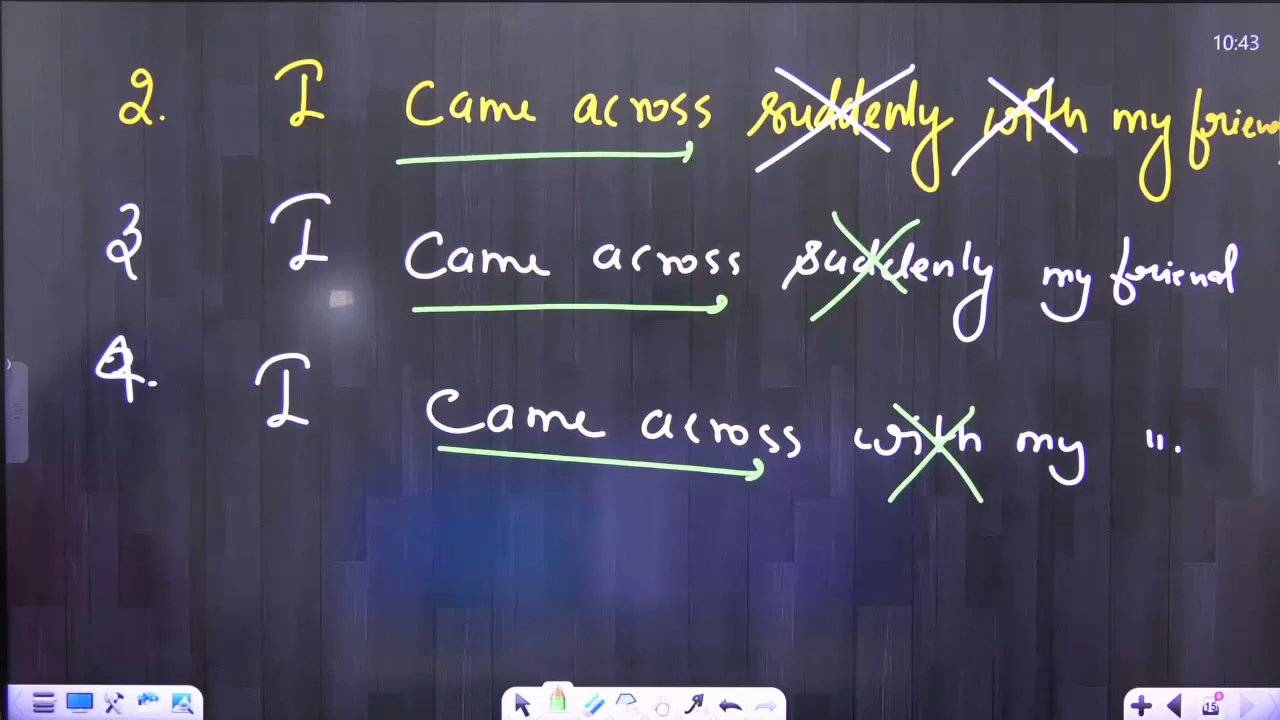 10:43
2. I Came across suddenly with my friend
3 I Came across suddenly my friend
4. I Came across with my ".
15